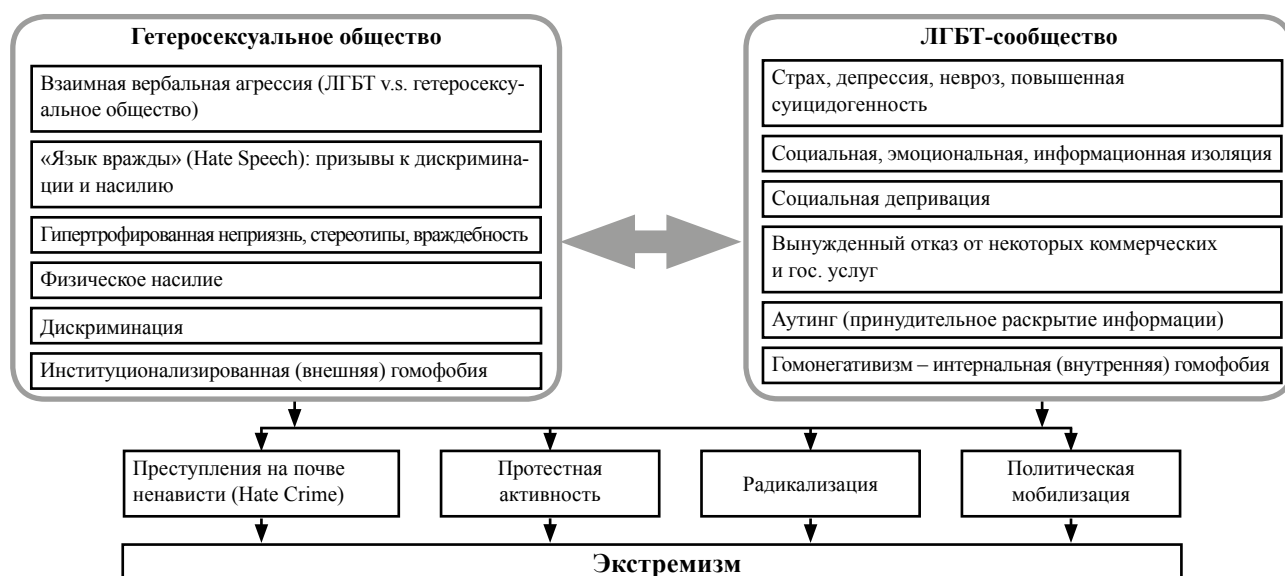 Гетеросексуальное общество
Взаимная вербальная агрессия (ЛГБТ v.s. гетеросексу-
альное общество)
«Язык вражды» (Hate Speech): призывы к дискримина-
ции и насилию
Гипертрофированная неприязнь, стереотипы, враждебность
Физическое насилие
Дискриминация
Институционализированная (внешняя) гомофобия
ЛГБТ-сообщество
Страх, депрессия, невроз, повышенная
суицидогенность
Социальная, эмоциональная, информационная изоляция
Социальная депривация
Вынужденный отказ от некоторых коммерческих
и гос. услуг
Аутинг (принудительное раскрытие информации)
Гомонегативизм – интернальная (внутренняя) гомофобия
Преступления на почве
ненависти (Hate Crime)
Протестная
активность
Радикализация
Политическая
мобилизация
Экстремизм